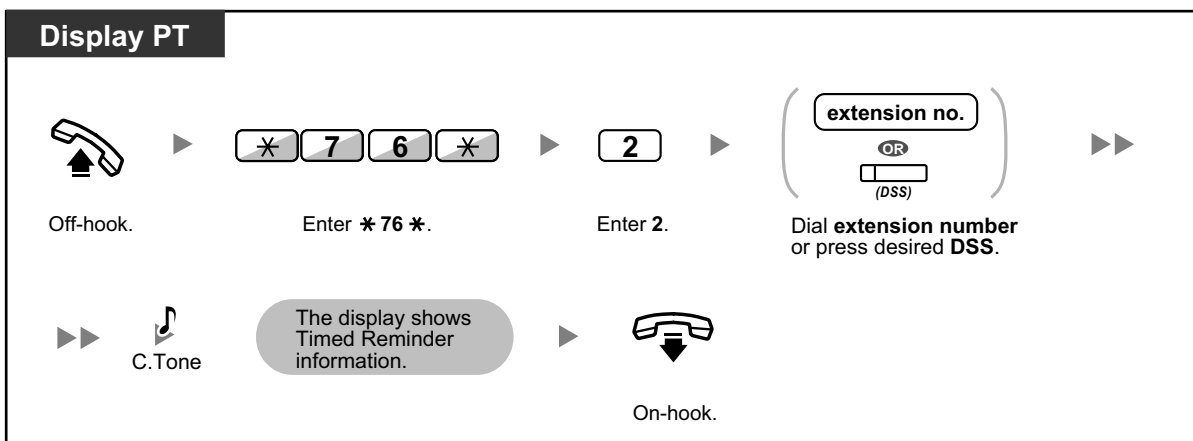 Display PT
✳ 7 6 ✳
2
extension no.
OR
(DSS)
Off-hook.
Enter ✳ 76 ✳.
Enter 2.
Dial extension number
or press desired DSS.
C.Tone
The display shows
Timed Reminder
information.
On-hook.